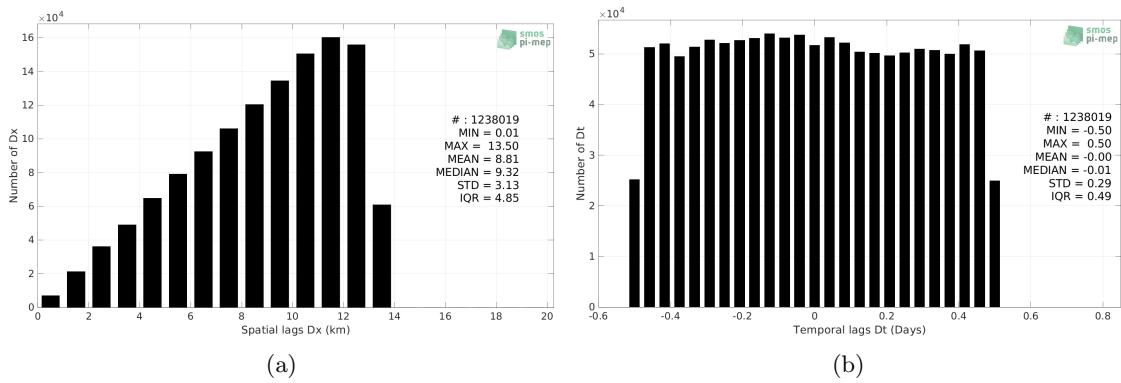 ×10⁴
16
14
12
10
8
6
4
2
0
Number of Dx
0 2 4 6 8 10 12 14 16 18 20
Spatial lags Dx (km)
smos
pi-mep
# : 1238019
MIN = 0.01
MAX = 13.50
MEAN = 8.81
MEDIAN = 9.32
STD = 3.13
IQR = 4.85
(a)
×10⁴
5
4
3
2
1
0
Number of Dt
-0.6 -0.4 -0.2 0 0.2 0.4 0.6 0.8
Temporal lags Dt (Days)
smos
pi-mep
# : 1238019
MIN = -0.50
MAX = 0.50
MEAN = -0.00
MEDIAN = -0.01
STD = 0.29
IQR = 0.49
(b)